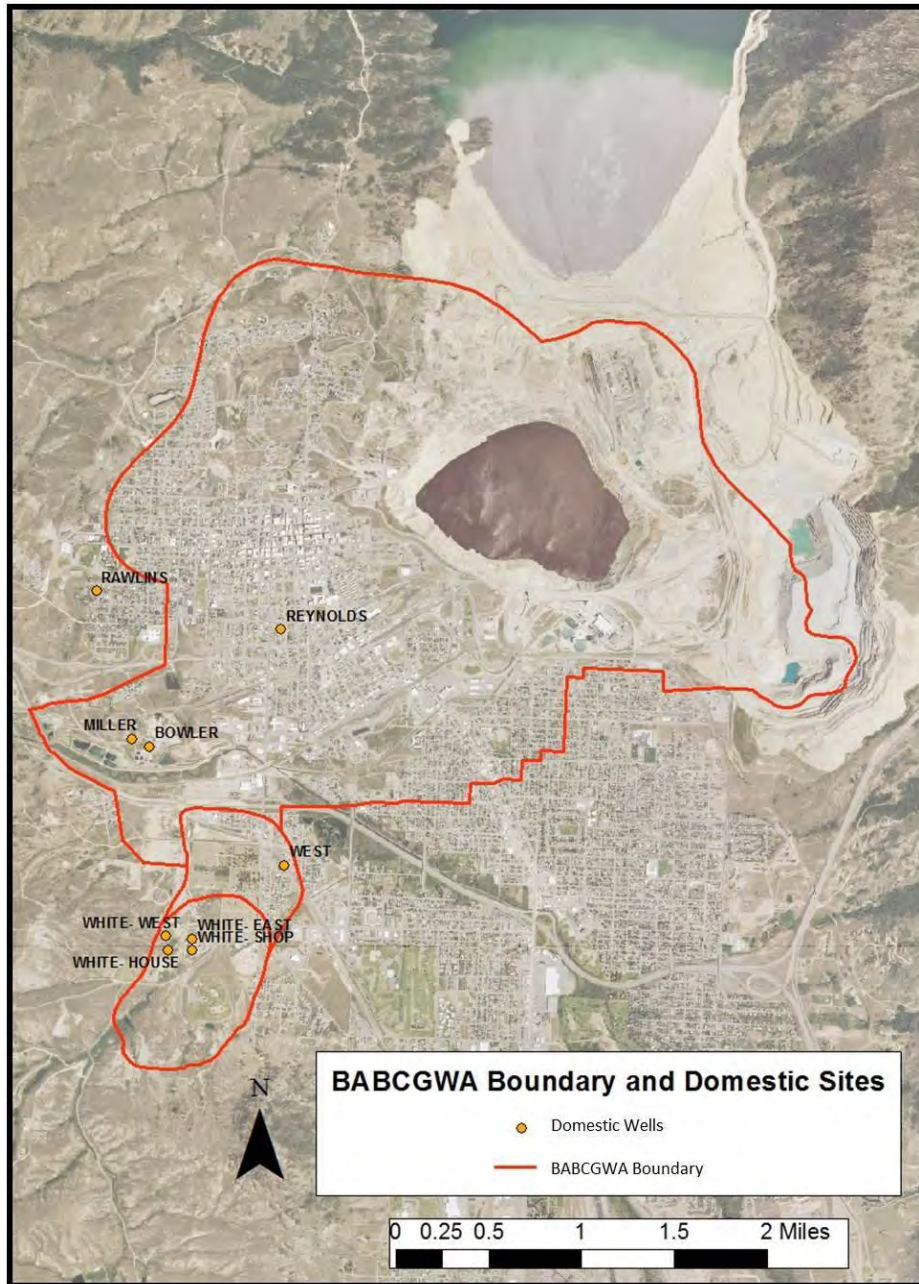 RAWLINS
REYNOLDS
MILLER
BOWLER
WEST
WHITE- WEST
WHITE- EAST
WHITE- SHOP
WHITE- HOUSE
N
BABCGWA Boundary and Domestic Sites
Domestic Wells
BABCGWA Boundary
0 0.25 0.5 1 1.5 2 Miles